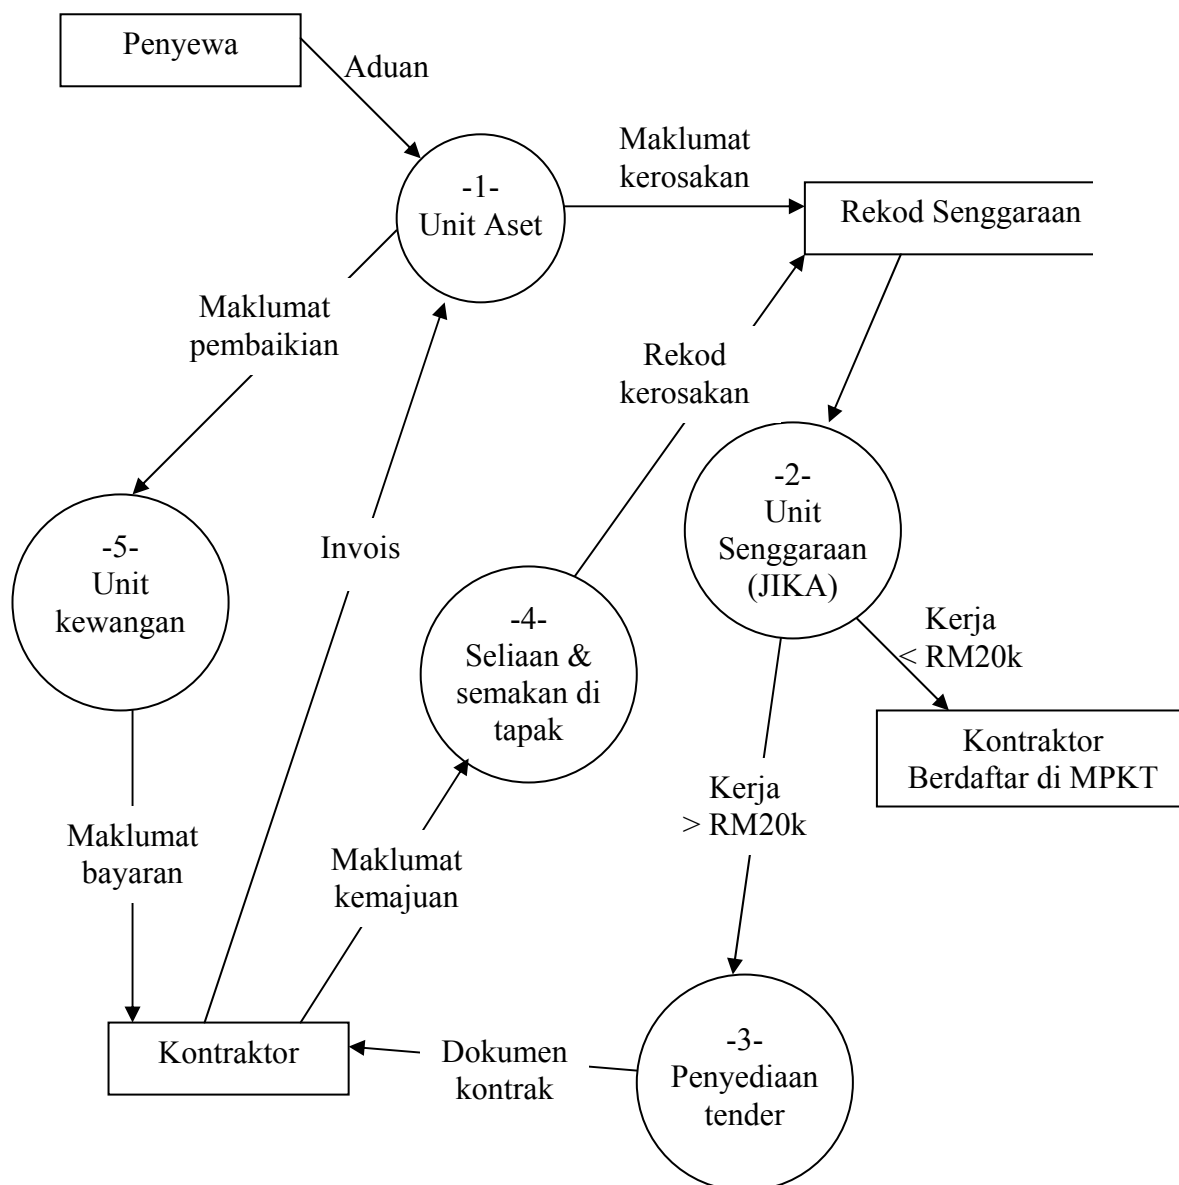 Penyewa
Aduan
Maklumat
kerosakan
-1-
Unit Aset
Rekod Senggaraan
Maklumat
pembaikian
Rekod
kerosakan
-2-
Unit
Senggaraan
(JIKA)
-5-
Unit
kewangan
Invois
-4-
Seliaan &
semakan di
tapak
Kerja
< RM20k
Kontraktor
Berdaftar di MPKT
Kerja
> RM20k
Maklumat
bayaran
Maklumat
kemajuan
Kontraktor
Dokumen
kontrak
-3-
Penyediaan
tender